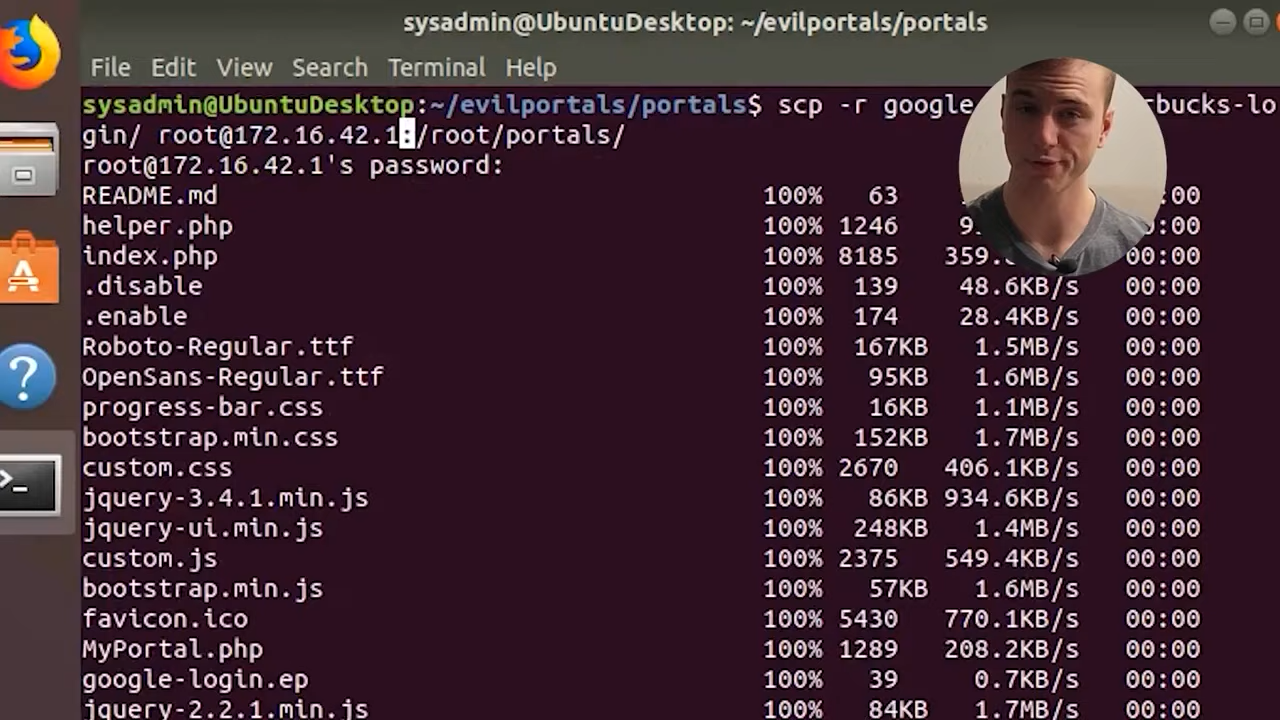 sysadmin@UbuntuDesktop: ~/evilportals/portals
File Edit View Search Terminal Help
sysadmin@UbuntuDesktop:~/evilportals/portals$ scp -r google rbucks-lo
gin/ root@172.16.42.1:/root/portals/
root@172.16.42.1's password:
README.md 100% 63 :00
helper.php 100% 1246 :00
index.php 100% 8185 359. :00
.disable 100% 139 48.6KB/s 00:00
.enable 100% 174 28.4KB/s 00:00
Roboto-Regular.ttf 100% 167KB 1.5MB/s 00:00
OpenSans-Regular.ttf 100% 95KB 1.6MB/s 00:00
progress-bar.css 100% 16KB 1.1MB/s 00:00
bootstrap.min.css 100% 152KB 1.7MB/s 00:00
custom.css 100% 2670 406.1KB/s 00:00
jquery-3.4.1.min.js 100% 86KB 934.6KB/s 00:00
jquery-ui.min.js 100% 248KB 1.4MB/s 00:00
custom.js 100% 2375 549.4KB/s 00:00
bootstrap.min.js 100% 57KB 1.6MB/s 00:00
favicon.ico 100% 5430 770.1KB/s 00:00
MyPortal.php 100% 1289 208.2KB/s 00:00
google-login.ep 100% 39 0.7KB/s 00:00
jquery-2.2.1.min.js 100% 84KB 1.7MB/s 00:00